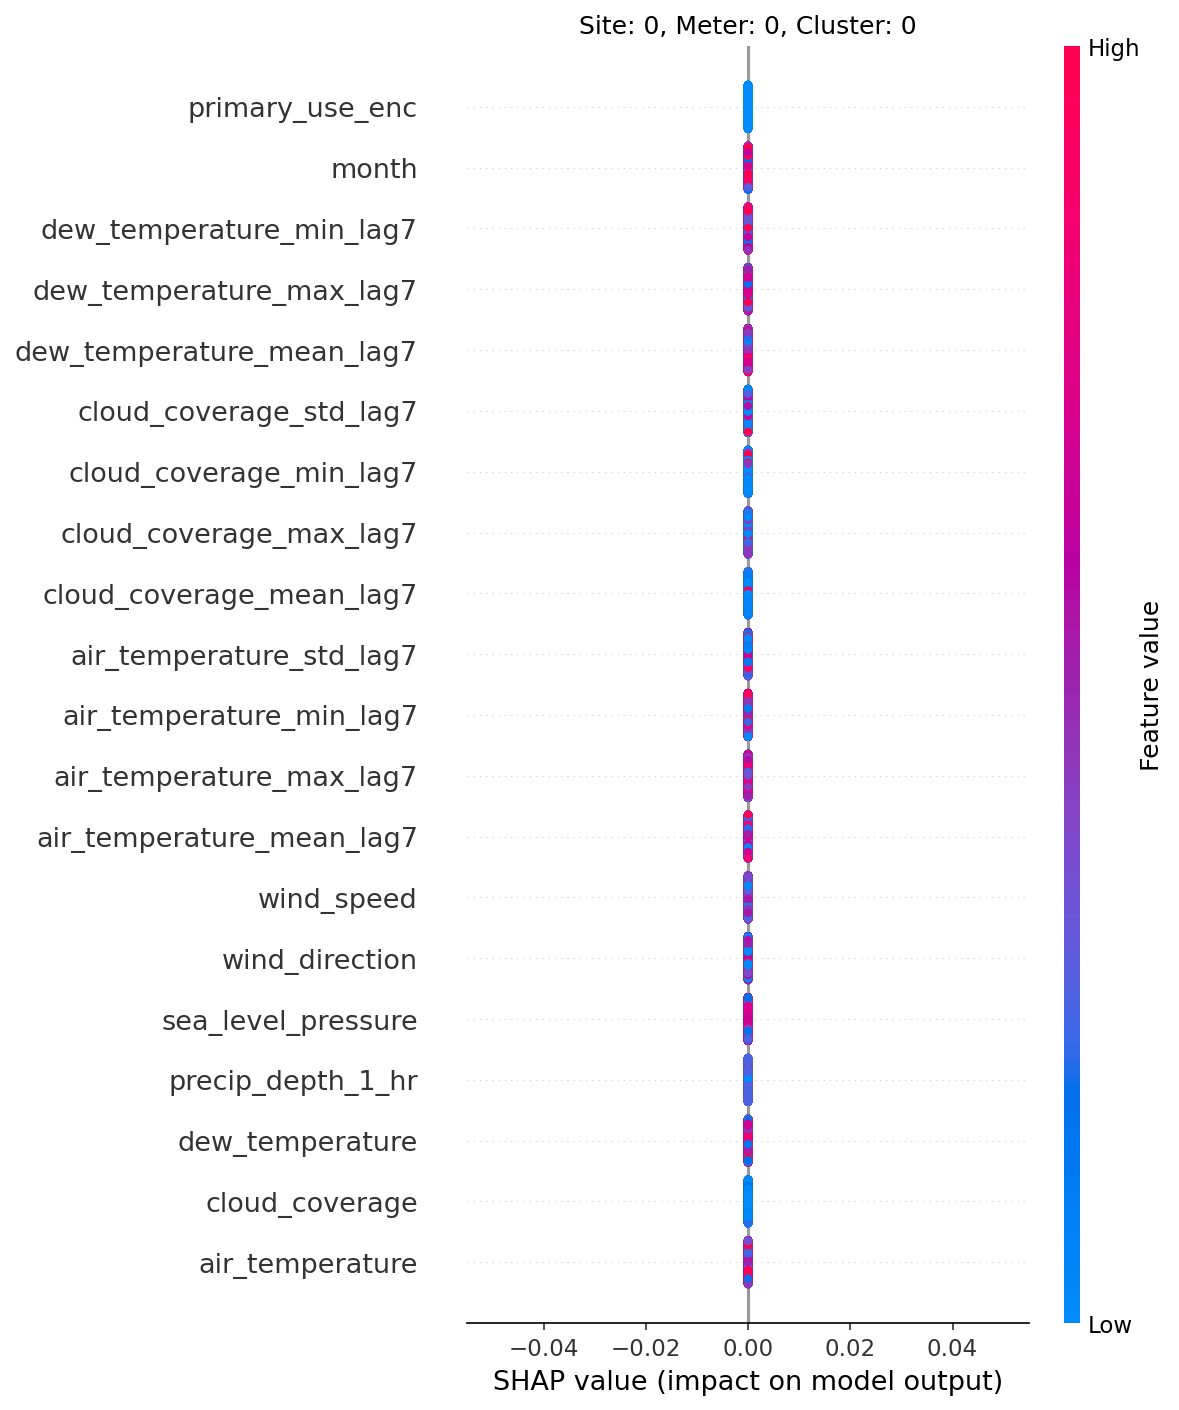 Site: 0, Meter: 0, Cluster: 0
High
primary_use_enc
month
dew_temperature_min_lag7
dew_temperature_max_lag7
dew_temperature_mean_lag7
cloud_coverage_std_lag7
cloud_coverage_min_lag7
cloud_coverage_max_lag7
cloud_coverage_mean_lag7
air_temperature_std_lag7
air_temperature_min_lag7
air_temperature_max_lag7
air_temperature_mean_lag7
wind_speed
wind_direction
sea_level_pressure
precip_depth_1_hr
dew_temperature
cloud_coverage
air_temperature
Feature value
Low
−0.04 −0.02 0.00 0.02 0.04
SHAP value (impact on model output)